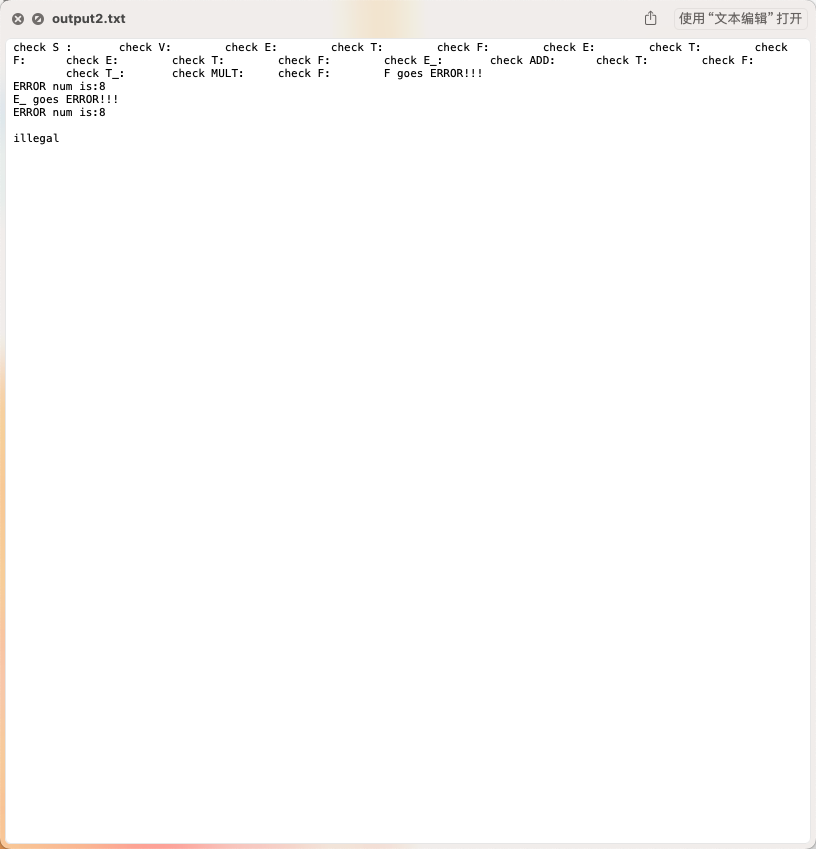 output2.txt
使用 “文本编辑” 打开
check S :	check V:	check E:	check T:	check F:	check E:	check T:	check
F:	check E:	check T:	check F:	check E_:	check ADD:	check T:	check F:
	check T_:	check MULT:	check F:	F goes ERROR!!!
ERROR num is:8
E_ goes ERROR!!!
ERROR num is:8
illegal